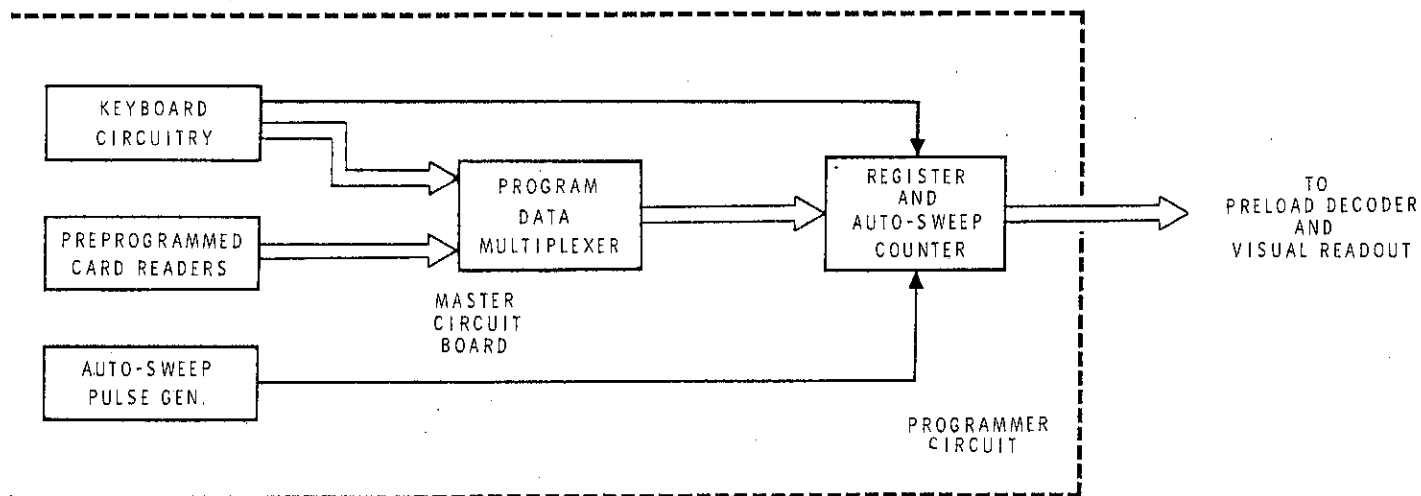 KEYBOARD
CIRCUITRY
PREPROGRAMMED
CARD READERS
AUTO-SWEEP
PULSE GEN.
PROGRAM
DATA
MULTIPLEXER
MASTER
CIRCUIT
BOARD
REGISTER
AND
AUTO-SWEEP
COUNTER
PROGRAMMER
CIRCUIT
TO
PRELOAD DECODER
AND
VISUAL READOUT